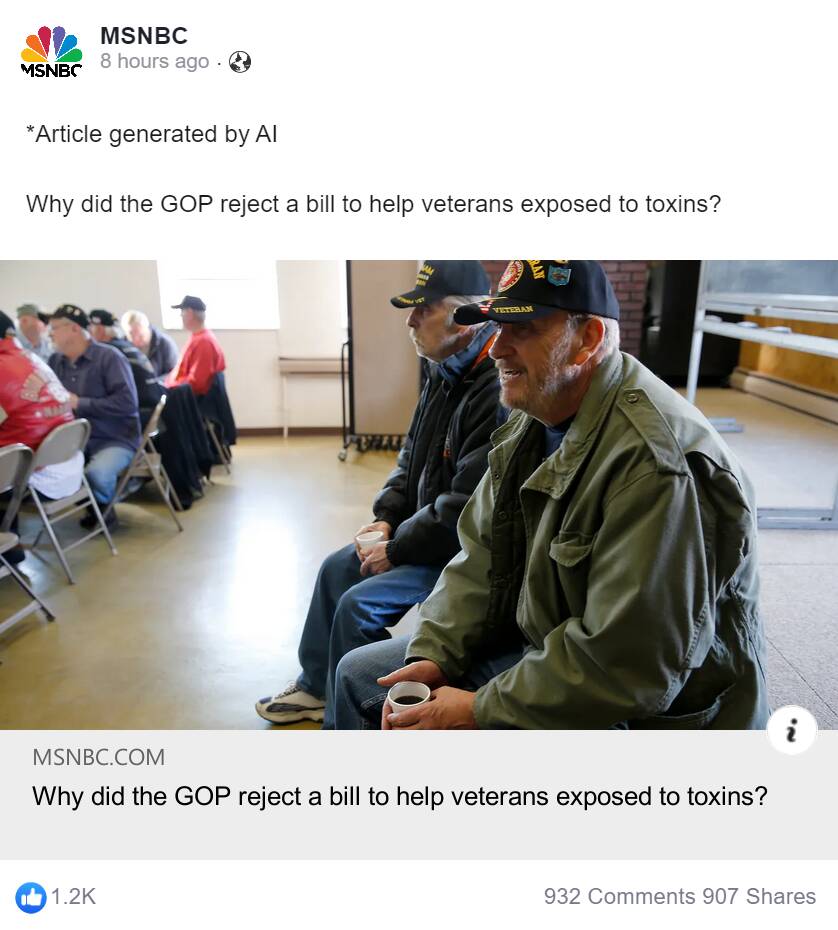 MSNBC
8 hours ago ·
MSNBC
*Article generated by AI
Why did the GOP reject a bill to help veterans exposed to toxins?
VETERAN
MSNBC.COM
Why did the GOP reject a bill to help veterans exposed to toxins?
1.2K
932 Comments 907 Shares